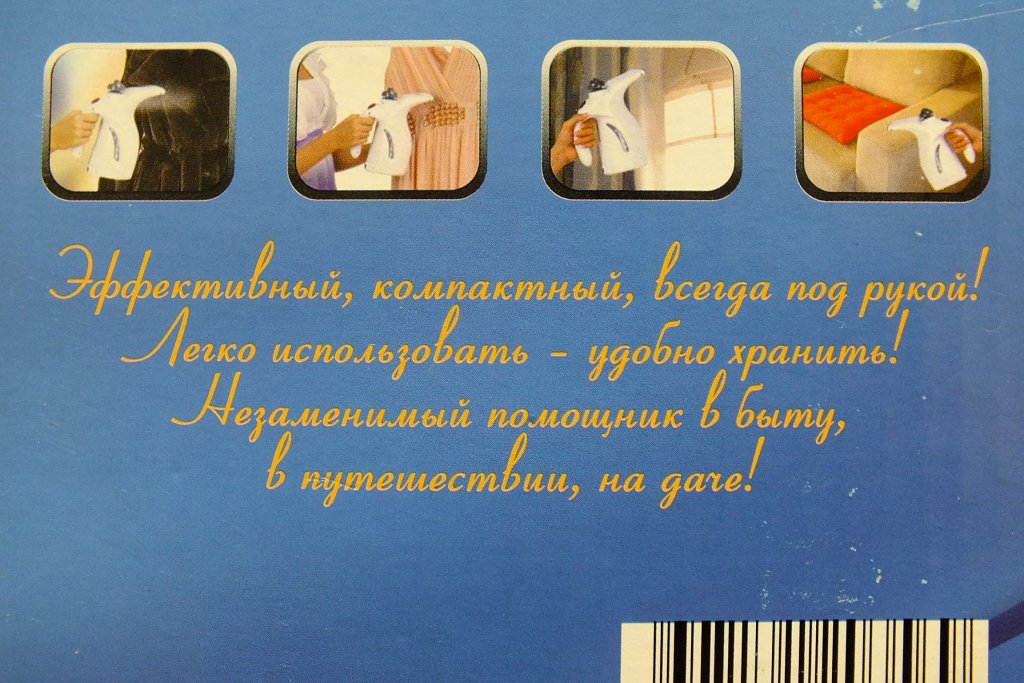 Эффективный, компактный, всегда под рукой!
Легко использовать – удобно хранить!
Незаменимый помощник в быту,
в путешествии, на даче!